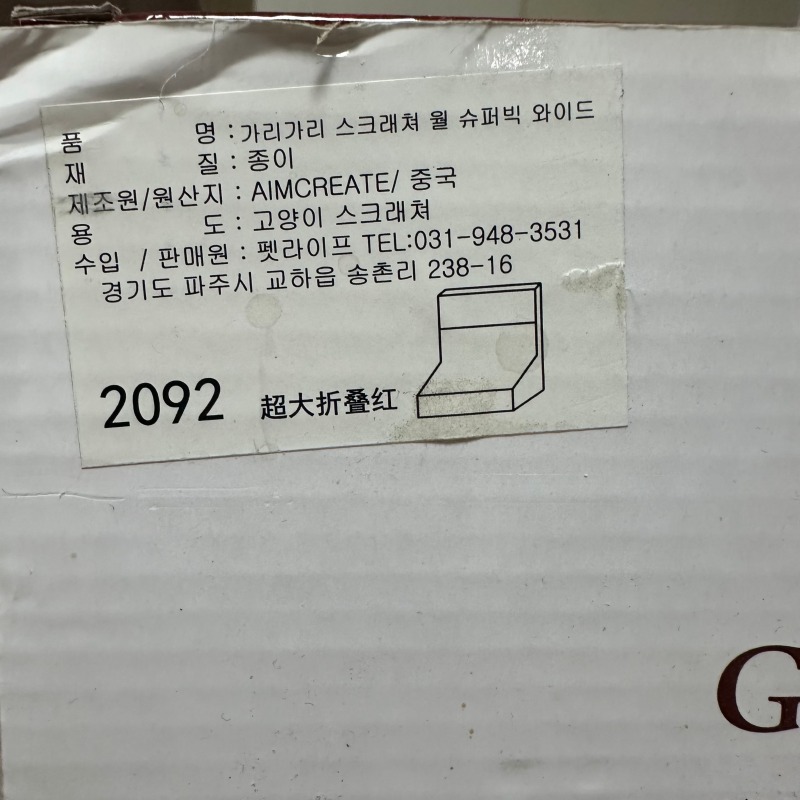 품 명 : 가리가리 스크래쳐 월 슈퍼빅 와이드
재 질 : 종이
제조원/원산지 : AIMCREATE/ 중국
용 도 : 고양이 스크래쳐
수입 / 판매원 : 펫라이프 TEL:031-948-3531
경기도 파주시 교하읍 송촌리 238-16
2092 超大折叠红
G